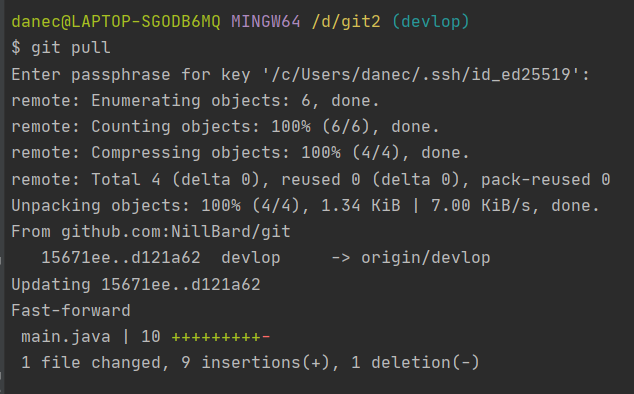 danec@LAPTOP-SGODB6MQ MINGW64 /d/git2 (devlop)
$ git pull
Enter passphrase for key '/c/Users/danec/.ssh/id_ed25519':
remote: Enumerating objects: 6, done.
remote: Counting objects: 100% (6/6), done.
remote: Compressing objects: 100% (4/4), done.
remote: Total 4 (delta 0), reused 0 (delta 0), pack-reused 0
Unpacking objects: 100% (4/4), 1.34 KiB | 7.00 KiB/s, done.
From github.com:NillBard/git
   15671ee..d121a62  devlop     -> origin/devlop
Updating 15671ee..d121a62
Fast-forward
 main.java | 10 +++++++++-
 1 file changed, 9 insertions(+), 1 deletion(-)